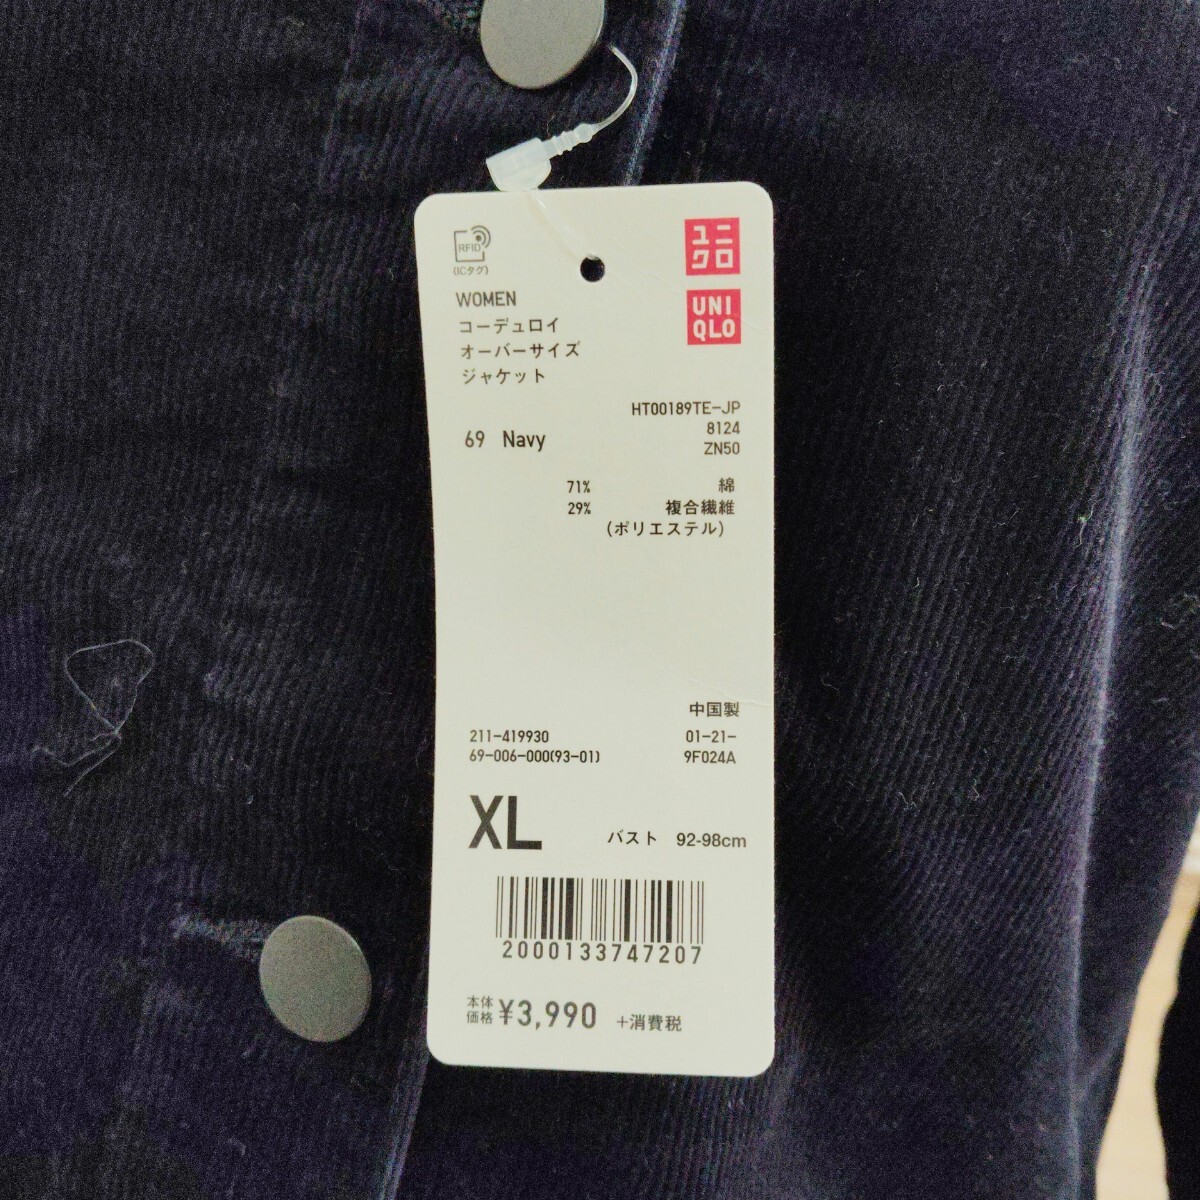 RFID
(ICタグ)
ユニ
クロ
UNI
QLO
WOMEN
コーデュロイ
オーバーサイズ
ジャケット
HT00189TE-JP
8124
69 Navy
ZN50
71% 綿
29% 複合繊維
(ポリエステル)
中国製
211-419930 01-21-
69-006-000(93-01) 9F024A
XL バスト 92-98cm
2000133747207
本体
価格 ¥3,990 +消費税